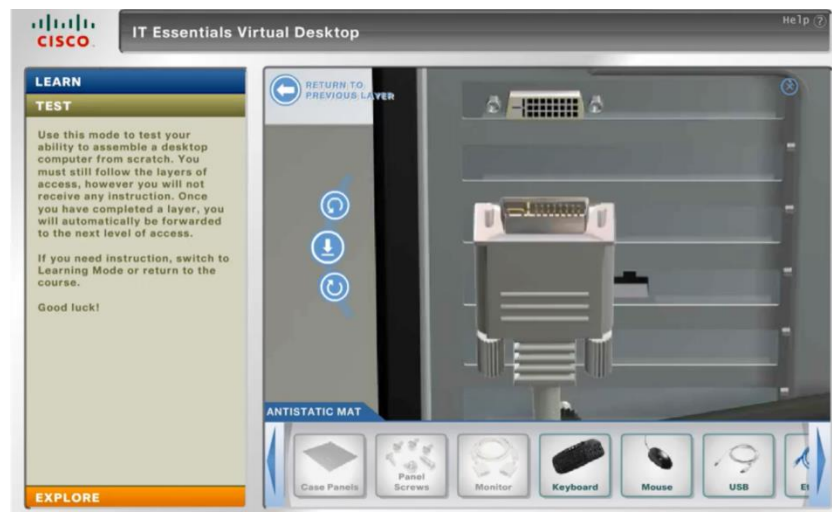 CISCO
IT Essentials Virtual Desktop
Help ?
LEARN
TEST
Use this mode to test your
ability to assemble a desktop
computer from scratch. You
must still follow the layers of
access, however you will not
receive any instruction. Once
you have completed a layer, you
will automatically be forwarded
to the next level of access.
If you need instruction, switch to
Learning Mode or return to the
course.
Good luck!
EXPLORE
RETURN TO
PREVIOUS LAYER
ANTISTATIC MAT
Case Panels
Panel
Screws
Monitor
Keyboard
Mouse
USB